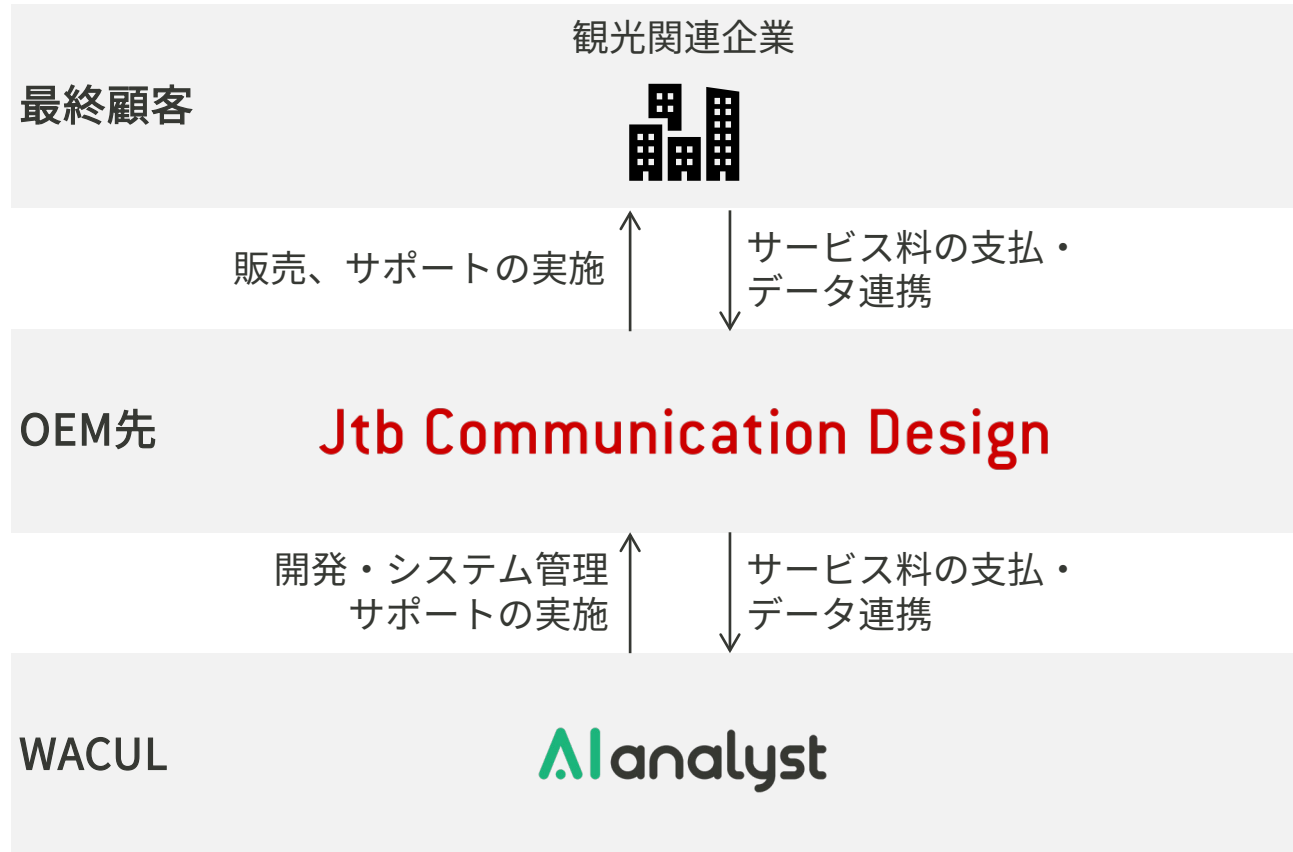 観光関連企業
最終顧客
販売、サポートの実施
サービス料の支払・
データ連携
OEM先
Jtb Communication Design
開発・システム管理
サポートの実施
サービス料の支払・
データ連携
WACUL
AI analyst